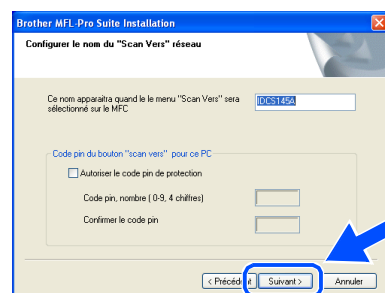 Brother MFL-Pro Suite Installation
Configurer le nom du "Scan Vers" réseau
Ce nom apparaitra quand le le menu "Scan Vers" sera
sélectionné sur le MFC
IDCS145A
Code pin du bouton "scan vers" pour ce PC
Autoriser le code pin de protection
Code pin, nombre ( 0-9, 4 chiffres)
Confirmer le code pin
< Précédent Suivant > Annuler